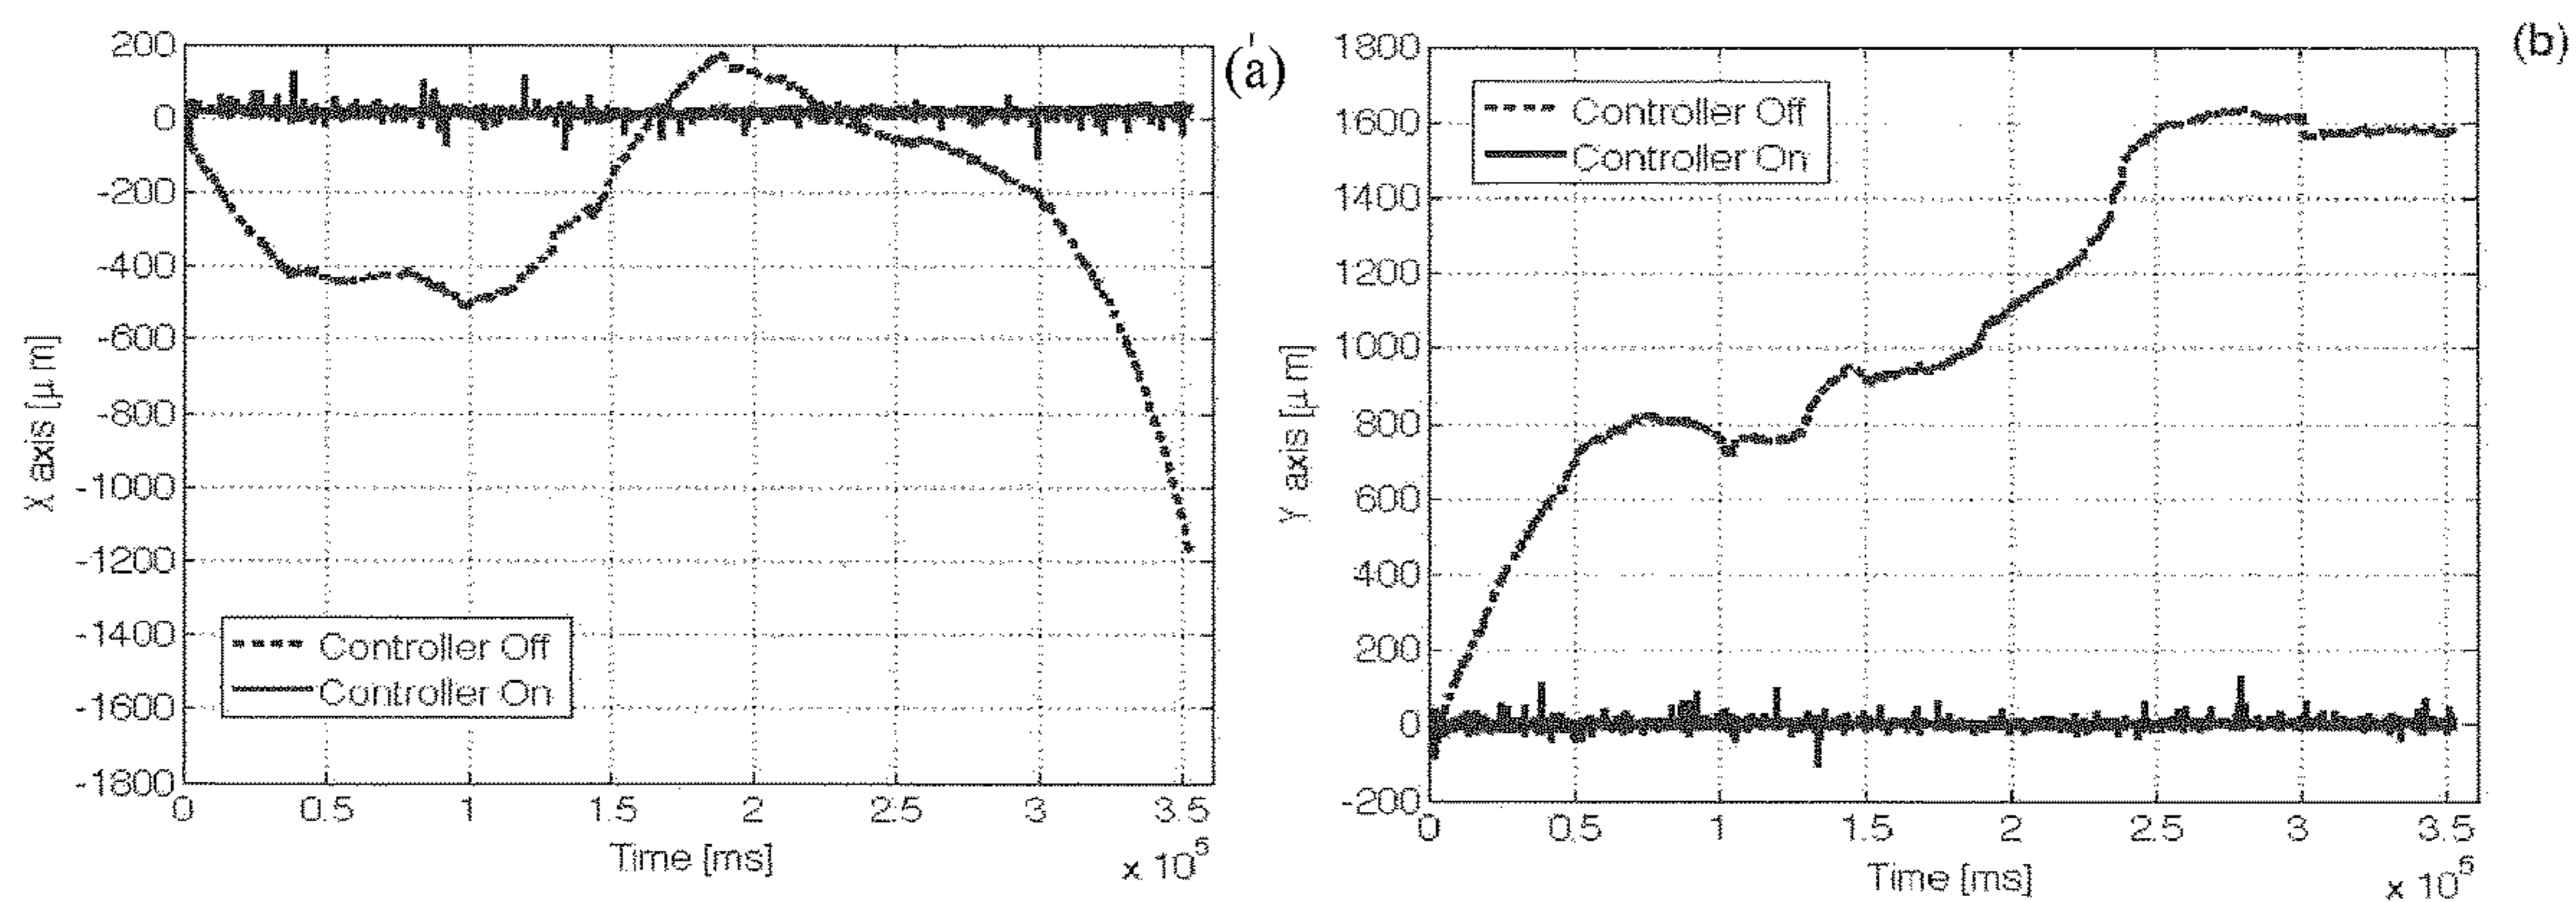 (a)
200
0
-200
-400
-600
-800
-1000
-1200
-1400
-1600
-1800
X axis [μ m]
Controller Off
Controller On
0 0.5 1 1.5 2 2.5 3 3.5
Time [ms]
x 10^5
(b)
1800
1600
1400
1200
1000
800
600
400
200
0
-200
Y axis [μ m]
Controller Off
Controller On
0 0.5 1 1.5 2 2.5 3 3.5
Time [ms]
x 10^5